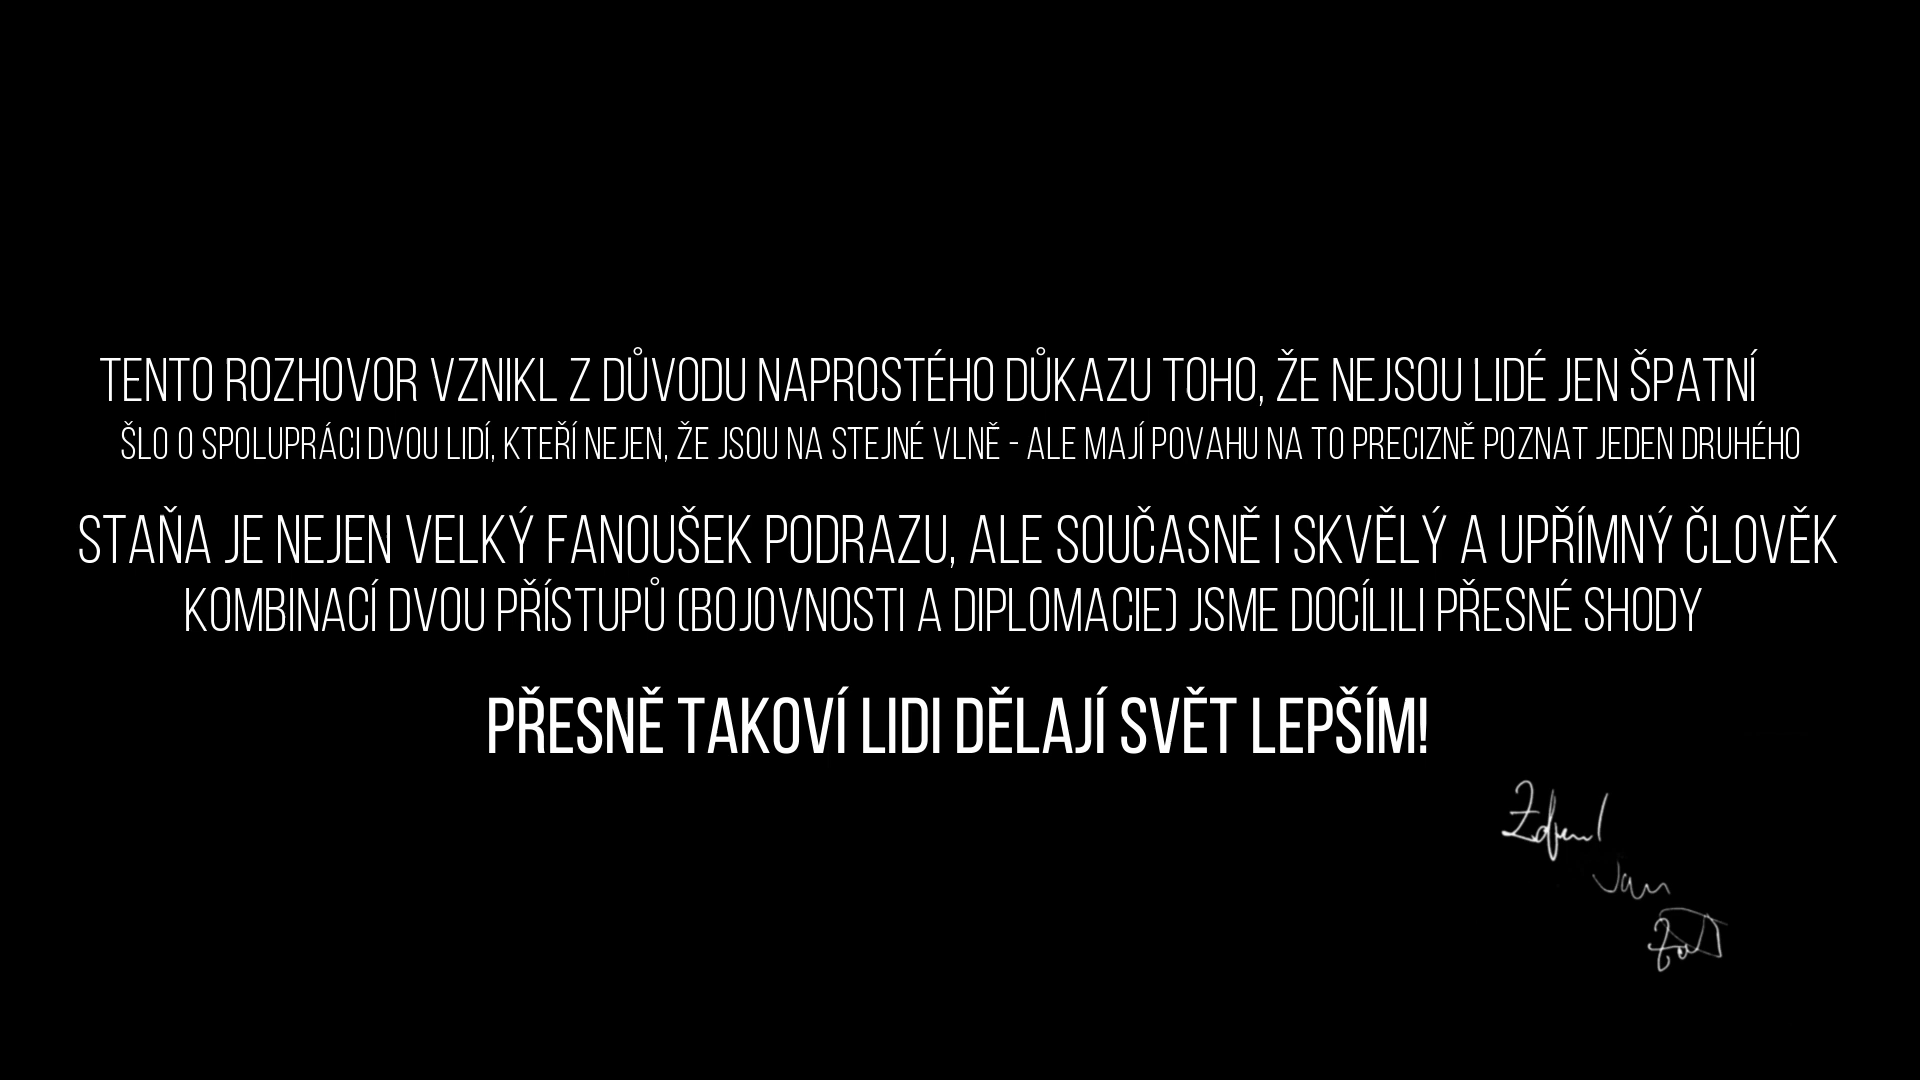 TENTO ROZHOVOR VZNIKL Z DŮVODU NAPROSTÉHO DŮKAZU TOHO, ŽE NEJSOU LIDÉ JEN ŠPATNÍ
ŠLO O SPOLUPRÁCI DVOU LIDÍ, KTEŘÍ NEJEN, ŽE JSOU NA STEJNÉ VLNĚ - ALE MAJÍ POVAHU NA TO PRECIZNĚ POZNAT JEDEN DRUHÉHO
STAŇA JE NEJEN VELKÝ FANOUŠEK PODRAZU, ALE SOUČASNĚ I SKVĚLÝ A UPŘÍMNÝ ČLOVĚK
KOMBINACÍ DVOU PŘÍSTUPŮ (BOJOVNOSTI A DIPLOMACIE) JSME DOCÍLILI PŘESNÉ SHODY
PŘESNĚ TAKOVÍ LIDI DĚLAJÍ SVĚT LEPŠÍM!
Jan